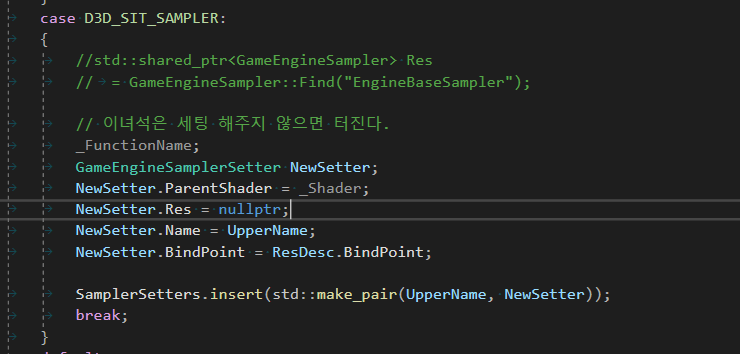 }
case D3D_SIT_SAMPLER:
{
//std::shared_ptr<GameEngineSampler> Res
// = GameEngineSampler::Find("EngineBaseSampler");
// 이녀석은 세팅 해주지 않으면 터진다.
_FunctionName;
GameEngineSamplerSetter NewSetter;
NewSetter.ParentShader = _Shader;
NewSetter.Res = nullptr;
NewSetter.Name = UpperName;
NewSetter.BindPoint = ResDesc.BindPoint;
SamplerSetters.insert(std::make_pair(UpperName, NewSetter));
break;
}